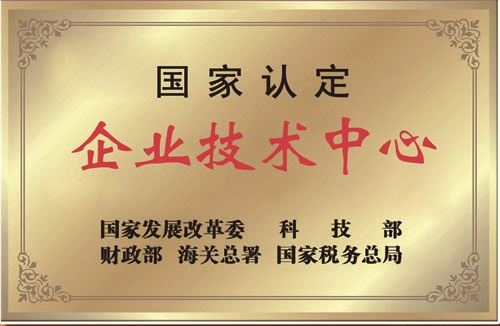 国家认定
企业技术中心
国家发展改革委 科技部
财政部 海关总署 国家税务总局